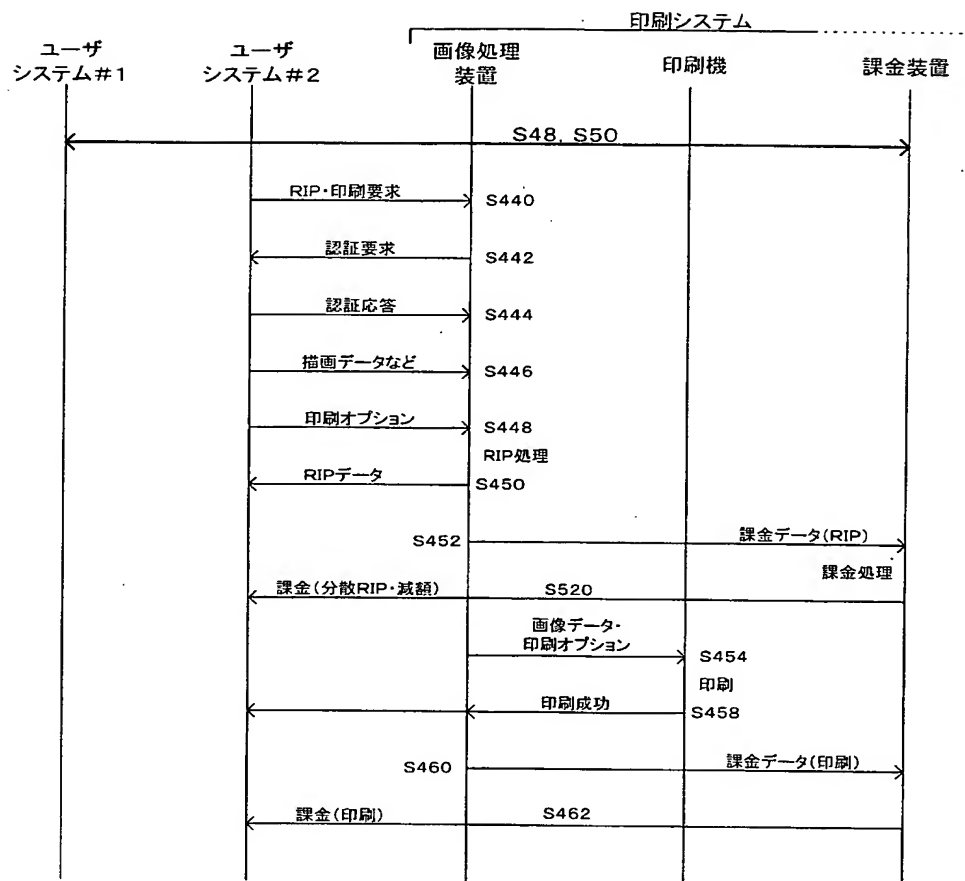 印刷システム
ユーザ
システム#1
ユーザ
システム#2
画像処理
装置
印刷機
課金装置
S48, S50
RIP・印刷要求
S440
認証要求
S442
認証応答
S444
描画データなど
S446
印刷オプション
S448
RIP処理
RIPデータ
S450
S452
課金データ(RIP)
課金処理
課金(分散RIP・減額)
S520
画像データ・
印刷オプション
S454
印刷
印刷成功
S458
S460
課金データ(印刷)
課金(印刷)
S462